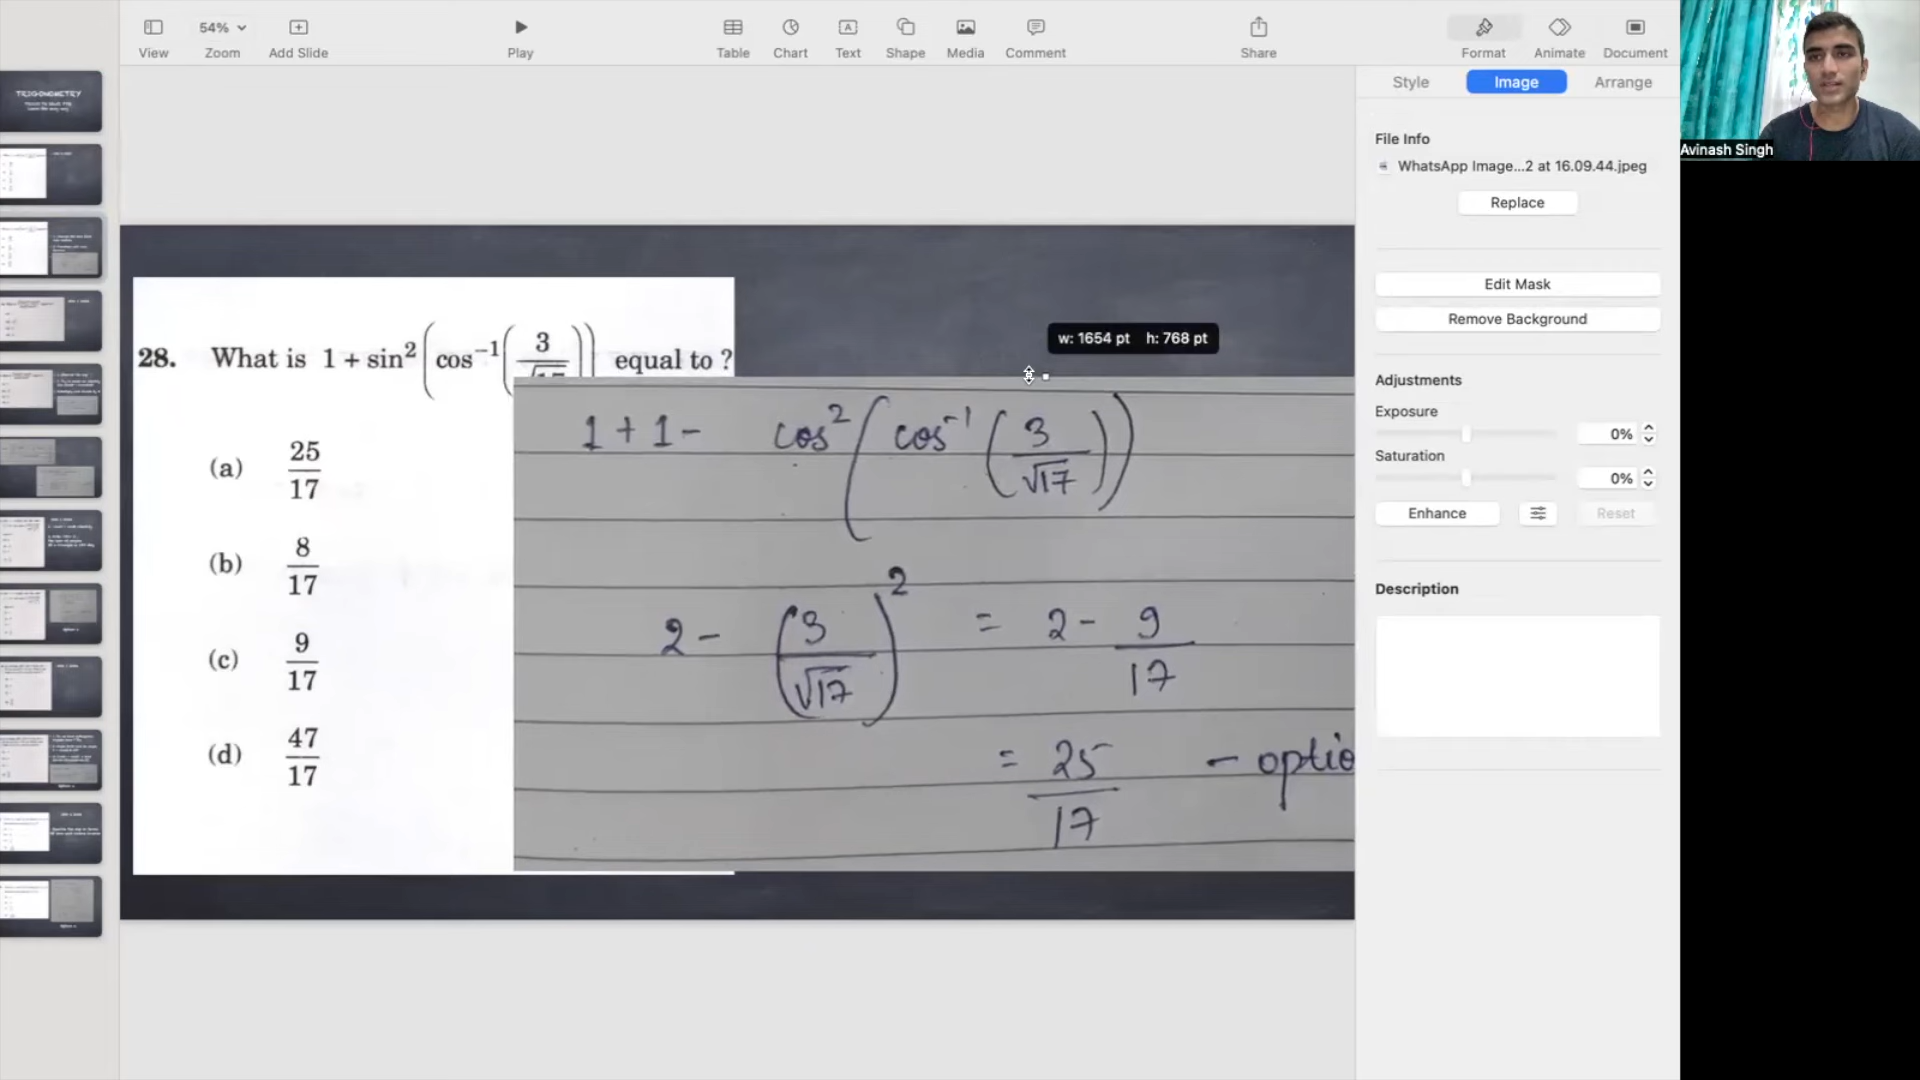 54%
View Zoom Add Slide Play Table Chart Text Shape Media Comment Share Format Animate Document
Style Image Arrange
File Info
WhatsApp Image...2 at 16.09.44.jpeg
Replace
Edit Mask
Remove Background
Adjustments
Exposure
0%
Saturation
0%
Enhance Reset
Description
Avinash Singh
TRIGONOMETRY
w: 1654 pt h: 768 pt
28. What is 1 + sin² ( cos⁻¹ ( 3 / √17 ) ) equal to ?
(a) 25/17
(b) 8/17
(c) 9/17
(d) 47/17
1 + 1 - cos² ( cos⁻¹ ( 3 / √17 ) )
2 - ( 3 / √17 )² = 2 - 9/17
= 25/17 - optio